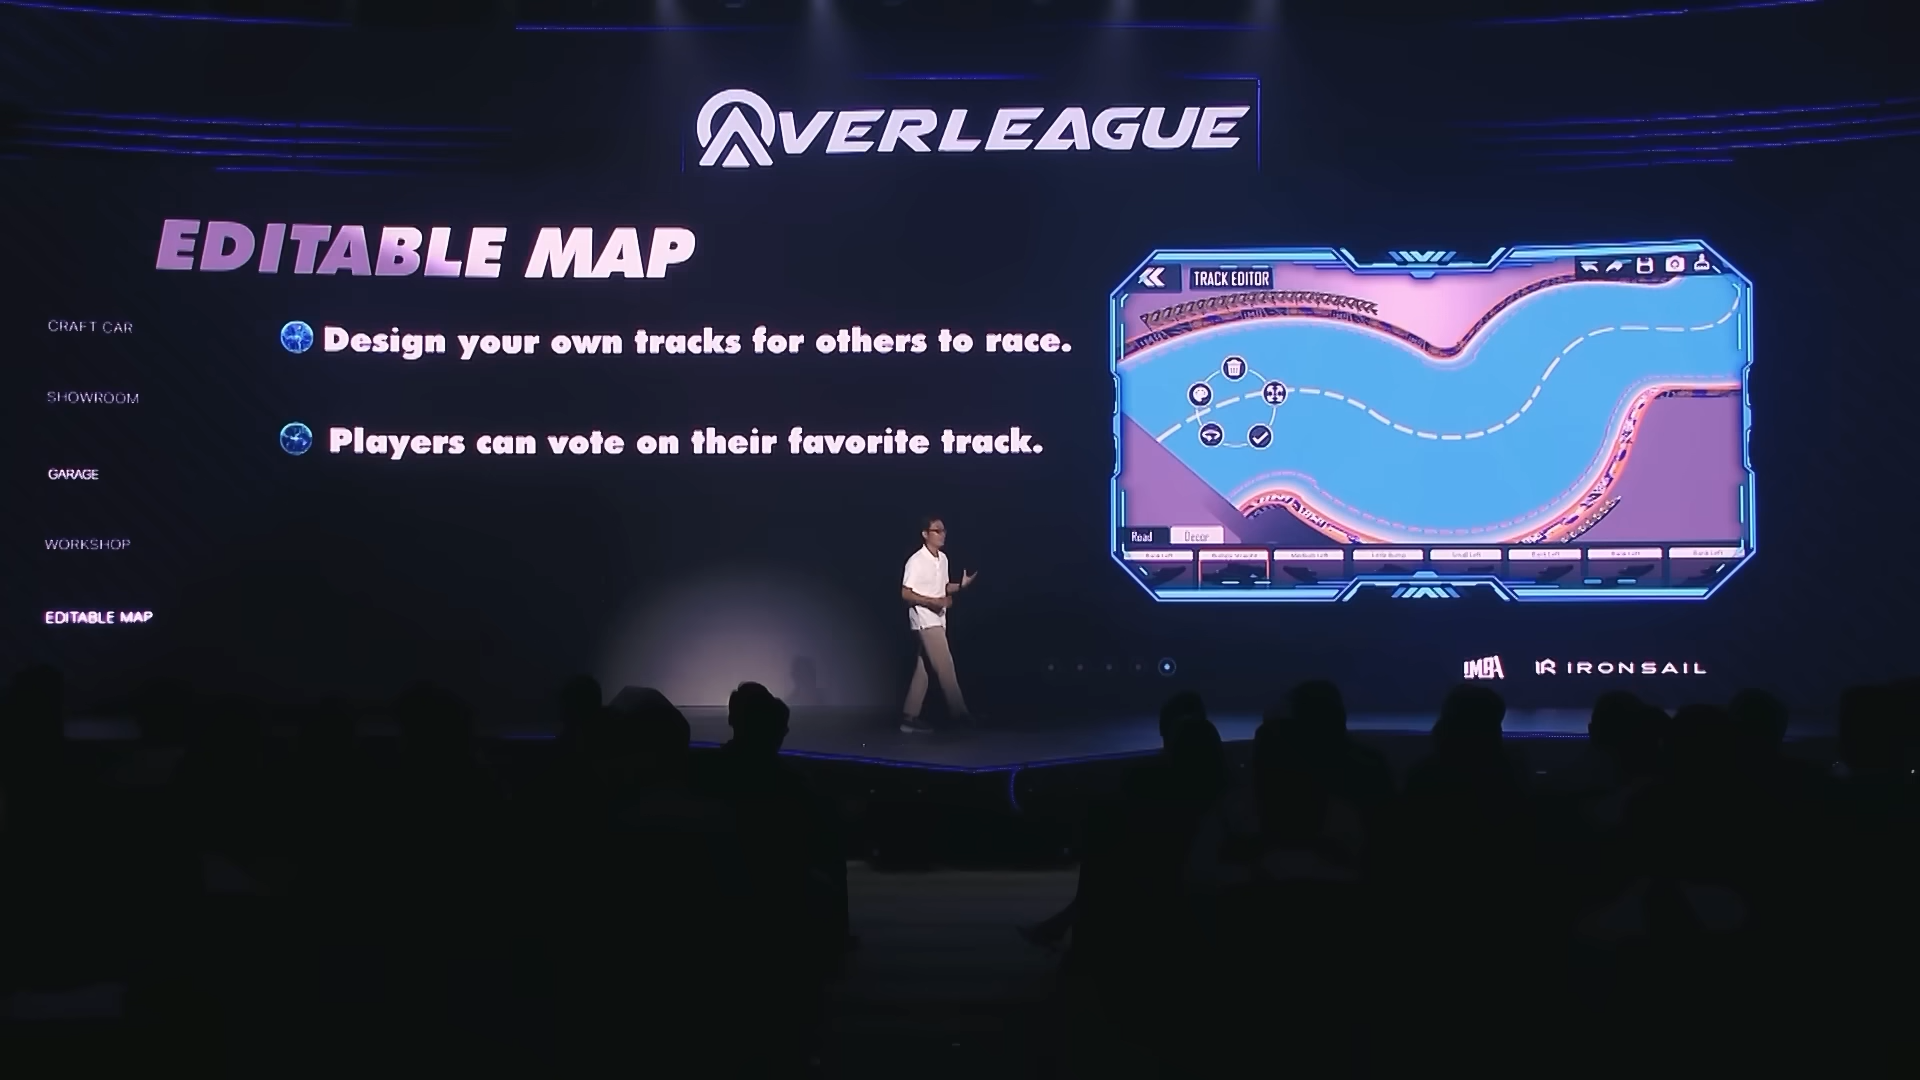 OVERLEAGUE
EDITABLE MAP
CRAFT CAR
SHOWROOM
GARAGE
WORKSHOP
EDITABLE MAP
Design your own tracks for others to race.
Players can vote on their favorite track.
TRACK EDITOR
Road
Decor
IMBA
IRONSAIL